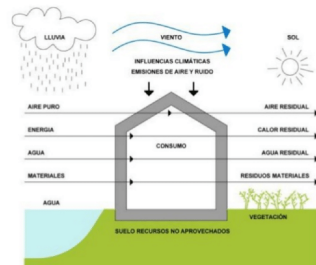 LLUVIA
VIENTO
SOL
INFLUENCIAS CLIMÁTICAS
EMISIONES DE AIRE Y RUIDO
AIRE PURO
AIRE RESIDUAL
ENERGIA
CALOR RESIDUAL
CONSUMO
AGUA
AGUA RESIDUAL
MATERIALES
RESIDUOS MATERIALES
AGUA
VEGETACIÓN
SUELO RECURSOS NO APROVECHADOS